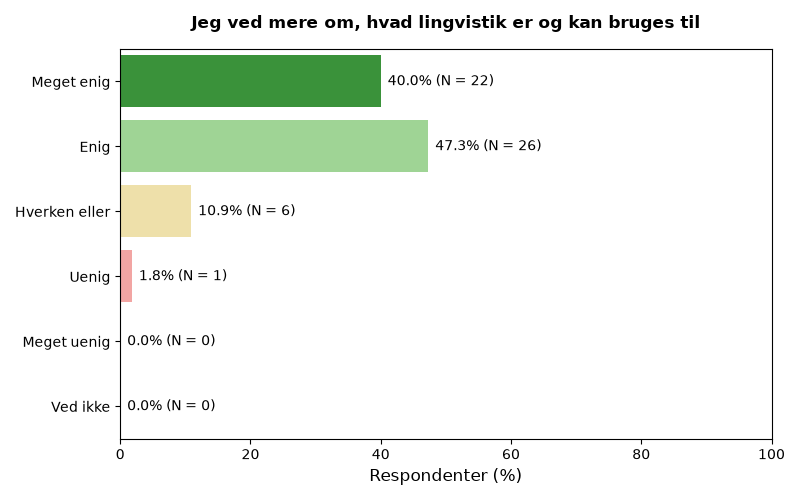 Jeg ved mere om, hvad lingvistik er og kan bruges til
Meget enig 40.0% (N = 22)
Enig 47.3% (N = 26)
Hverken eller 10.9% (N = 6)
Uenig 1.8% (N = 1)
Meget uenig 0.0% (N = 0)
Ved ikke 0.0% (N = 0)
0 20 40 60 80 100
Respondenter (%)